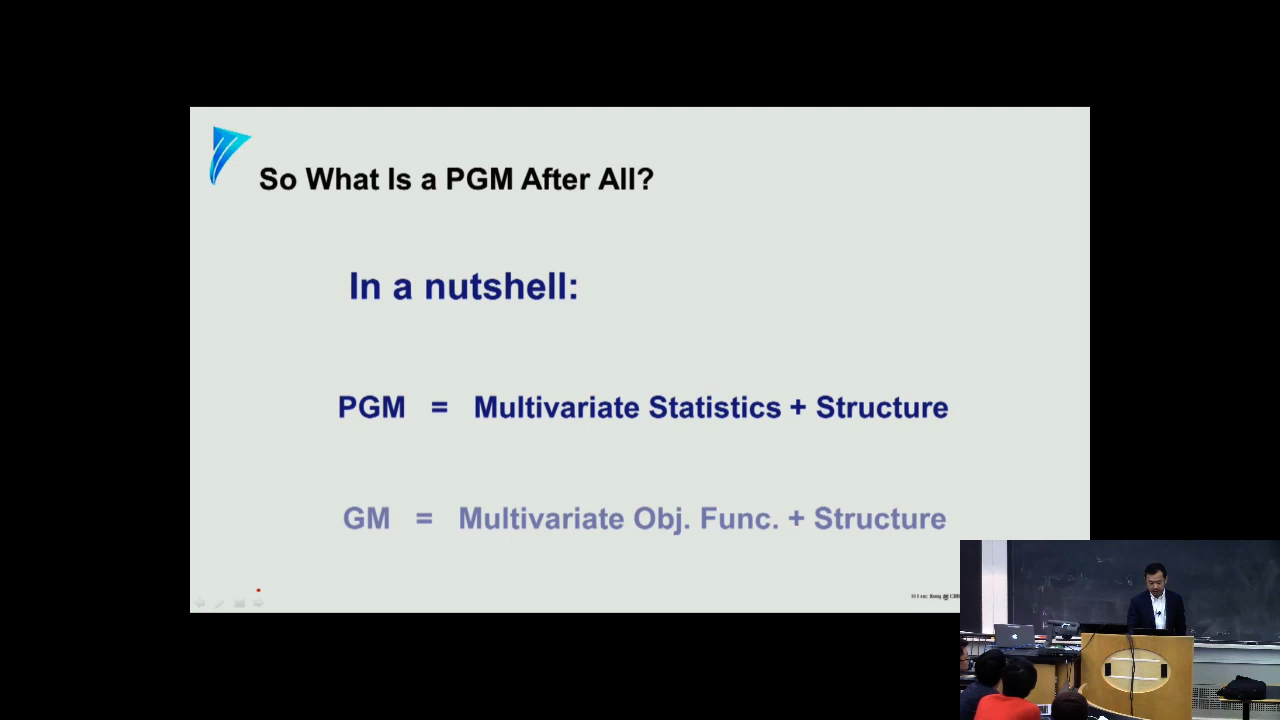 So What Is a PGM After All?
In a nutshell:
PGM = Multivariate Statistics + Structure
GM = Multivariate Obj. Func. + Structure